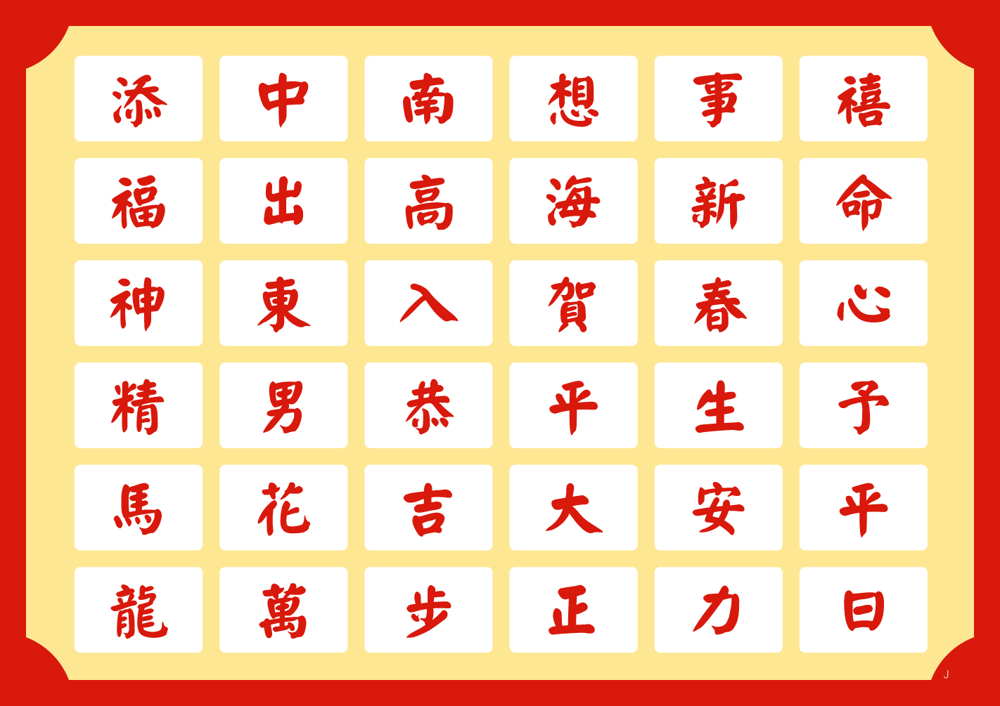 添 中 南 想 事 禧
福 出 高 海 新 命
神 東 入 賀 春 心
精 男 恭 平 生 予
馬 花 吉 大 安 平
龍 萬 步 正 力 日
J